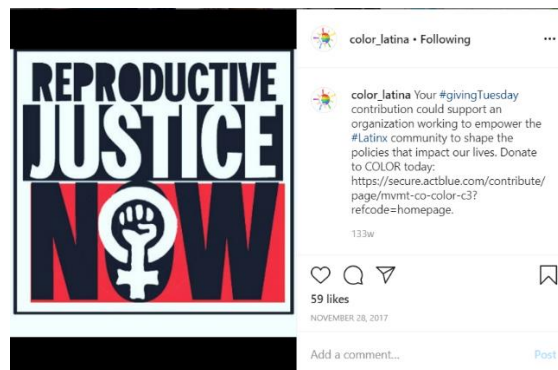 REPRODUCTIVE
JUSTICE
NOW
color_latina • Following
color_latina Your #givingTuesday
contribution could support an
organization working to empower the
#Latinx community to shape the
policies that impact our lives. Donate
to COLOR today:
https://secure.actblue.com/contribute/
page/mvmt-co-color-c3?
refcode=homepage.
133w
59 likes
NOVEMBER 28, 2017
Add a comment...
Post